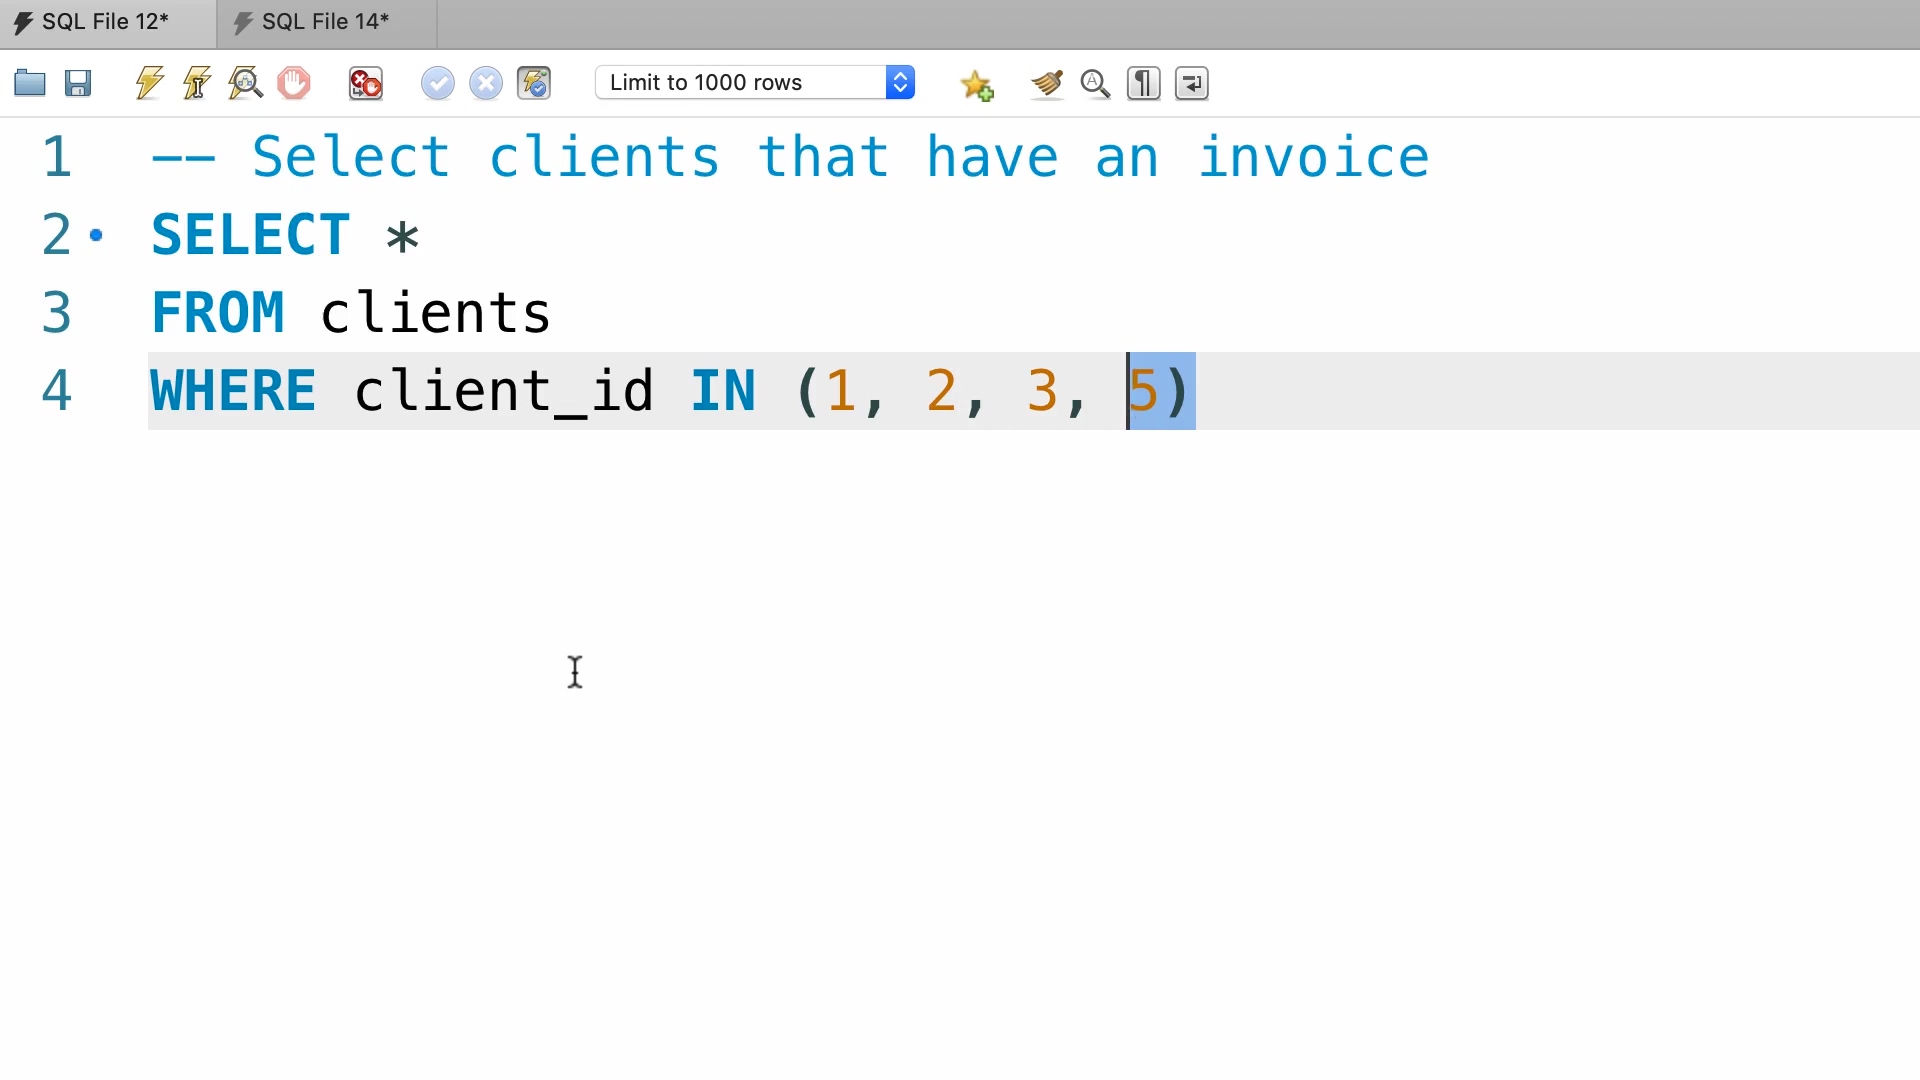 SQL File 12* SQL File 14*
Limit to 1000 rows
1 -- Select clients that have an invoice
2 SELECT *
3 FROM clients
4 WHERE client_id IN (1, 2, 3, 5)